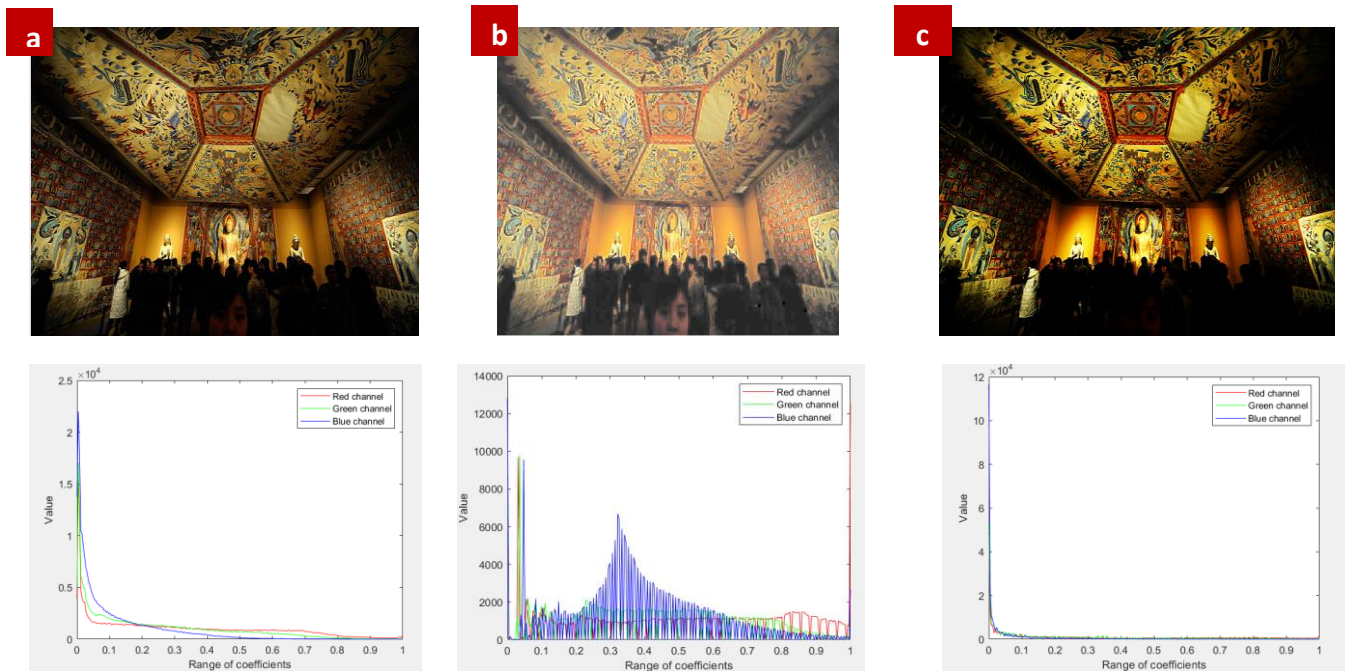 a
b
c
×10⁴
2.5
2
1.5
1
0.5
0
0 0.1 0.2 0.3 0.4 0.5 0.6 0.7 0.8 0.9 1
Value
Range of coefficients
Red channel
Green channel
Blue channel
14000
12000
10000
8000
6000
4000
2000
0
0 0.1 0.2 0.3 0.4 0.5 0.6 0.7 0.8 0.9 1
Value
Range of coefficients
Red channel
Green channel
Blue channel
×10⁴
12
10
8
6
4
2
0
0 0.1 0.2 0.3 0.4 0.5 0.6 0.7 0.8 0.9 1
Value
Range of coefficients
Red channel
Green channel
Blue channel